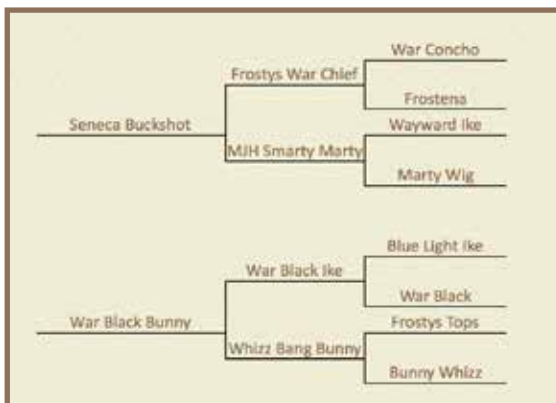 War Concho
Frostys War Chief
Frostena
Seneca Buckshot
Wayward Ike
MJH Smarty Marty
Marty Wig
Blue Light Ike
War Black Ike
War Black
War Black Bunny
Frostys Tops
Whizz Bang Bunny
Bunny Whizz